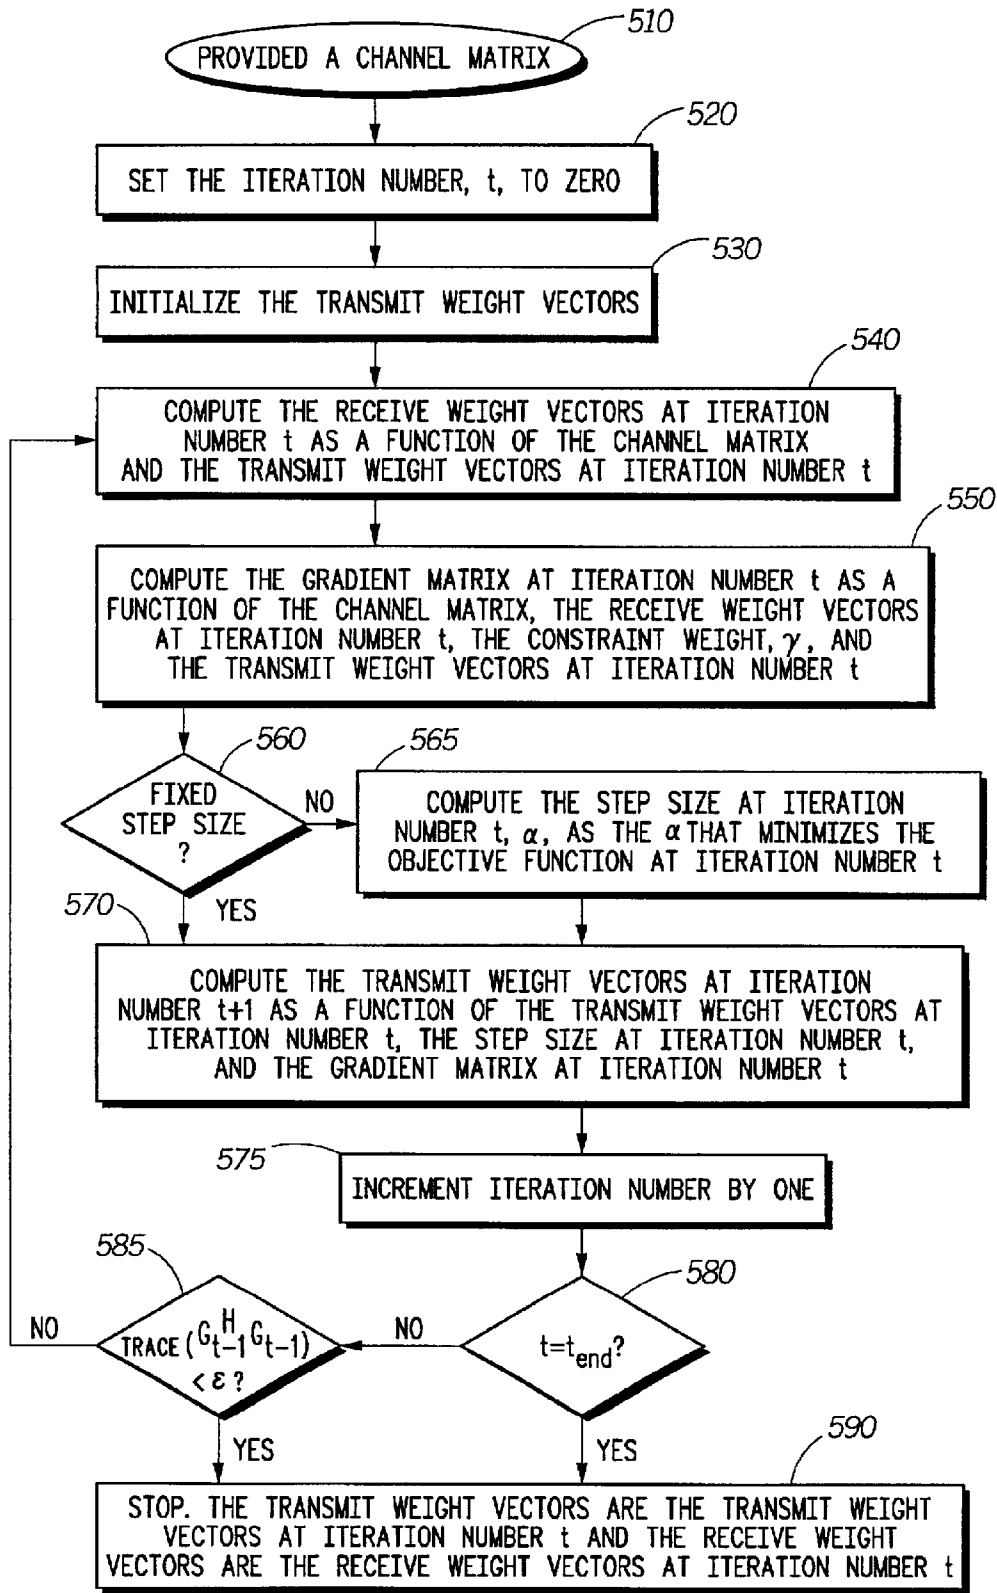 510
PROVIDED A CHANNEL MATRIX
520
SET THE ITERATION NUMBER, t, TO ZERO
530
INITIALIZE THE TRANSMIT WEIGHT VECTORS
540
COMPUTE THE RECEIVE WEIGHT VECTORS AT ITERATION
NUMBER t AS A FUNCTION OF THE CHANNEL MATRIX
AND THE TRANSMIT WEIGHT VECTORS AT ITERATION NUMBER t
550
COMPUTE THE GRADIENT MATRIX AT ITERATION NUMBER t AS A
FUNCTION OF THE CHANNEL MATRIX, THE RECEIVE WEIGHT VECTORS
AT ITERATION NUMBER t, THE CONSTRAINT WEIGHT, γ, AND
THE TRANSMIT WEIGHT VECTORS AT ITERATION NUMBER t
560
FIXED
STEP SIZE
?
NO
YES
565
COMPUTE THE STEP SIZE AT ITERATION
NUMBER t, α, AS THE α THAT MINIMIZES THE
OBJECTIVE FUNCTION AT ITERATION NUMBER t
570
COMPUTE THE TRANSMIT WEIGHT VECTORS AT ITERATION
NUMBER t+1 AS A FUNCTION OF THE TRANSMIT WEIGHT VECTORS AT
ITERATION NUMBER t, THE STEP SIZE AT ITERATION NUMBER t,
AND THE GRADIENT MATRIX AT ITERATION NUMBER t
575
INCREMENT ITERATION NUMBER BY ONE
580
t=t_end?
NO
YES
585
TRACE(G_{t-1}^H G_{t-1})
< ε ?
NO
YES
590
STOP. THE TRANSMIT WEIGHT VECTORS ARE THE TRANSMIT WEIGHT
VECTORS AT ITERATION NUMBER t AND THE RECEIVE WEIGHT
VECTORS ARE THE RECEIVE WEIGHT VECTORS AT ITERATION NUMBER t